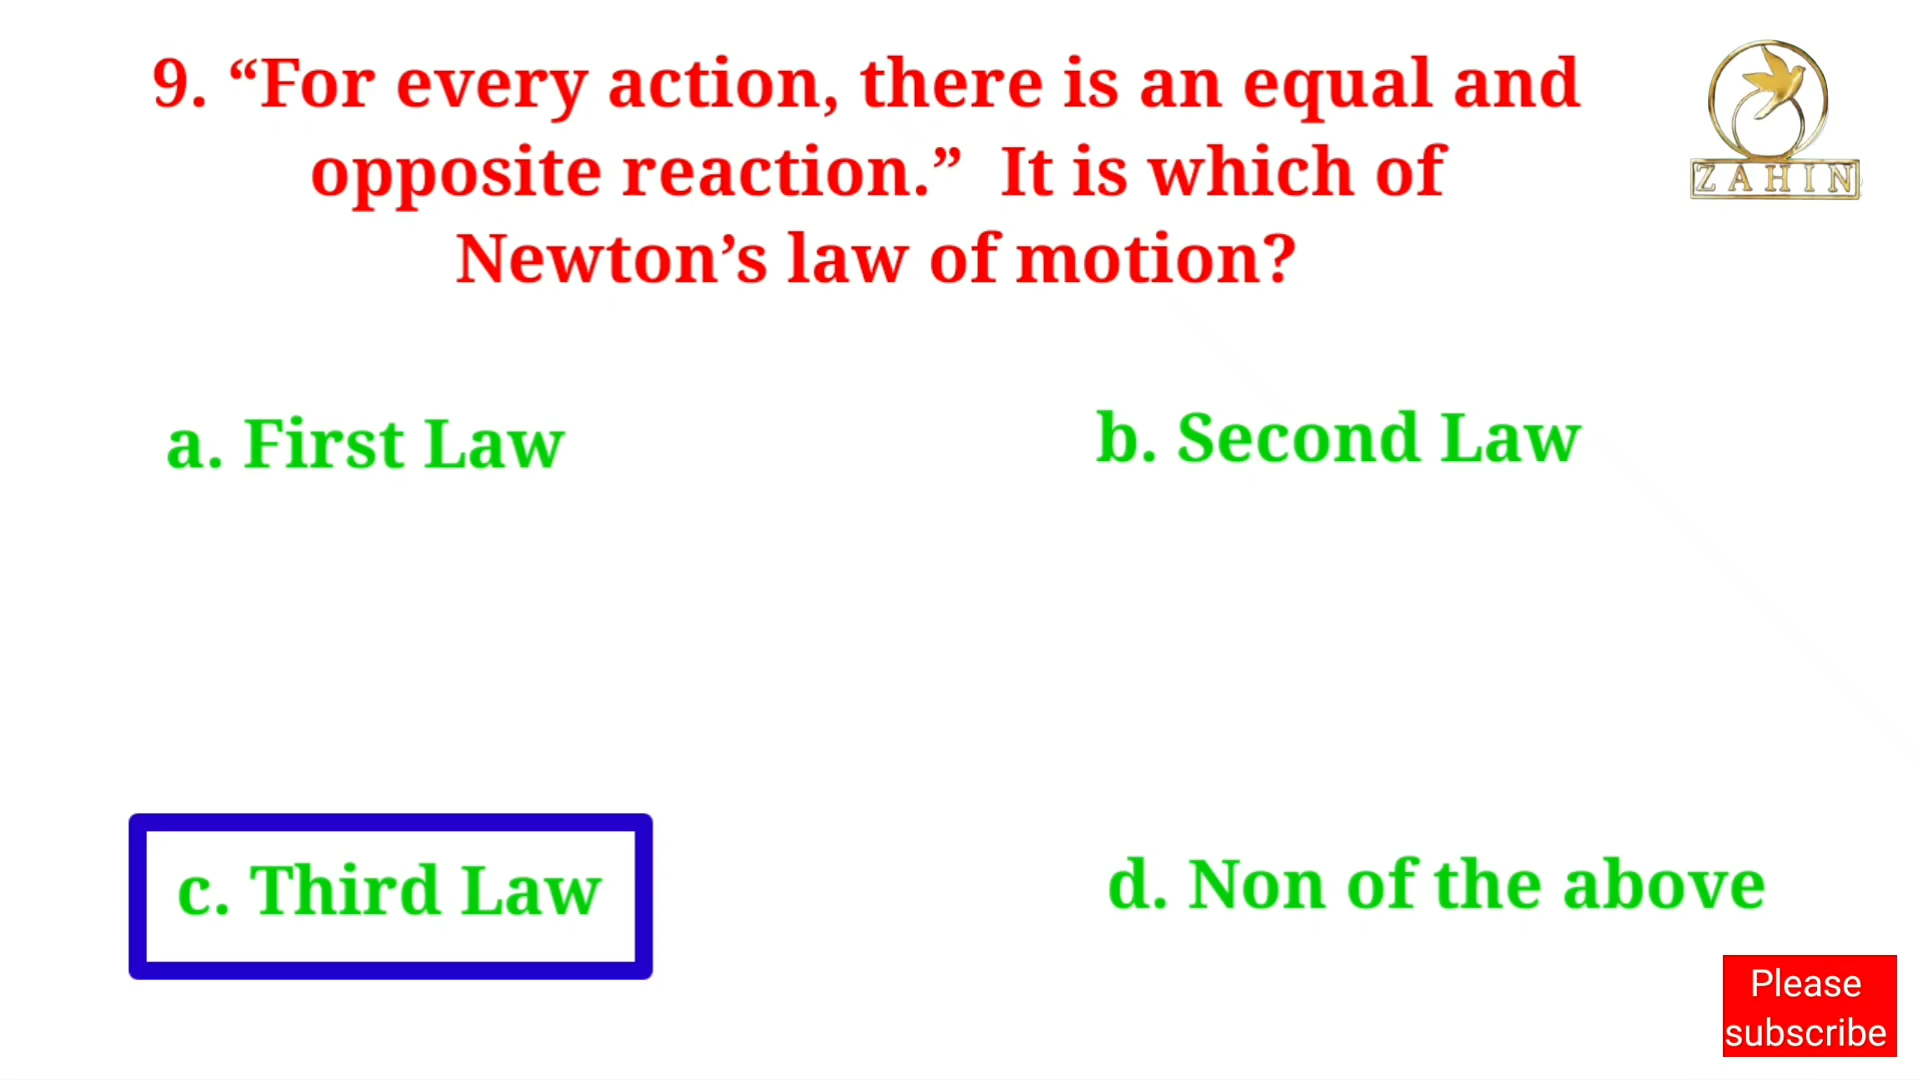 9. “For every action, there is an equal and
opposite reaction.” It is which of
Newton’s law of motion?
ZAHIN
a. First Law
b. Second Law
c. Third Law
d. Non of the above
Please
subscribe